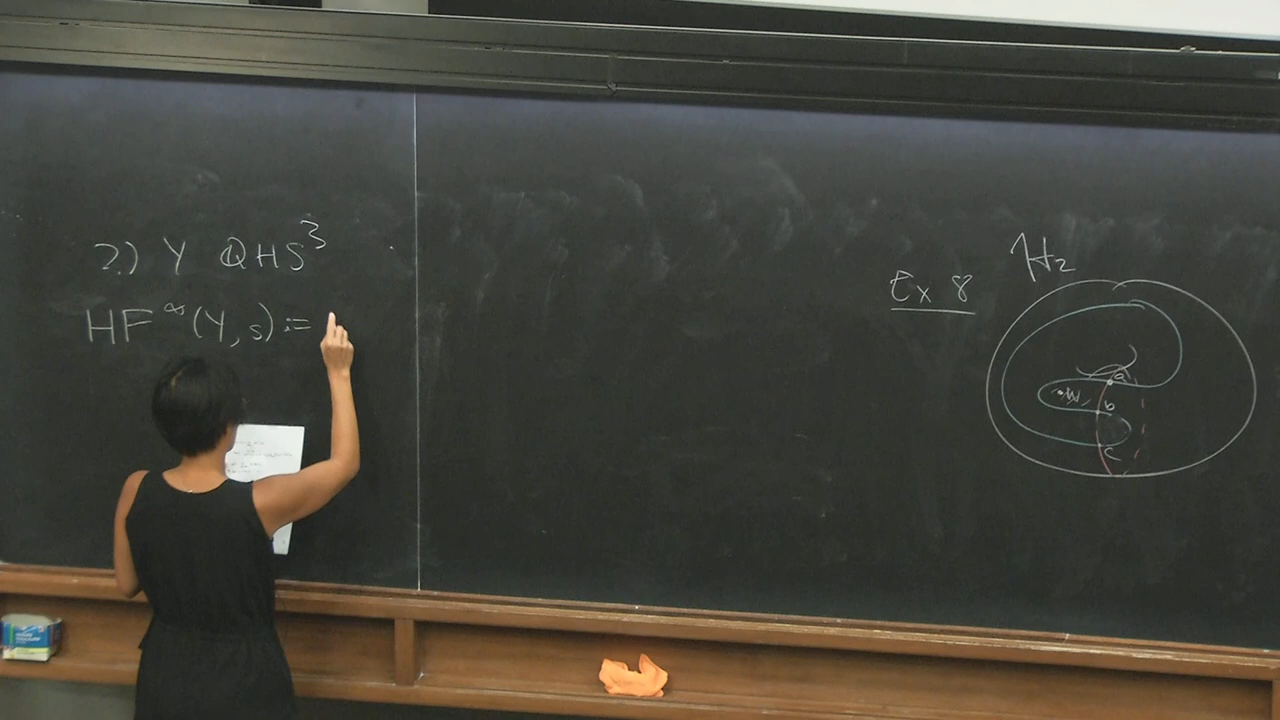 2.) Y QHS³
HF^∞(Y, s) :=
Ex 8
H₂
a
w
b
c